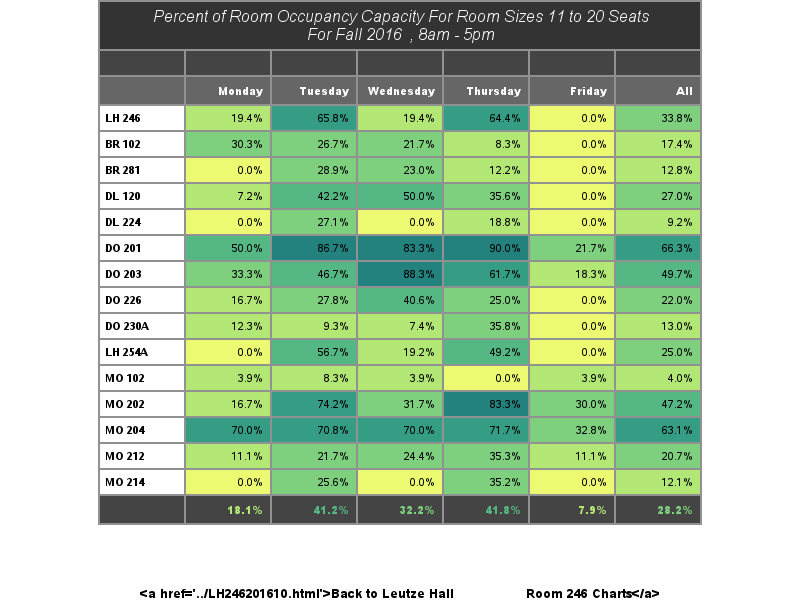 Percent of Room Occupancy Capacity For Room Sizes 11 to 20 Seats
For Fall 2016 , 8am - 5pm
Monday Tuesday Wednesday Thursday Friday All
LH 246 19.4% 65.8% 19.4% 64.4% 0.0% 33.8%
BR 102 30.3% 26.7% 21.7% 8.3% 0.0% 17.4%
BR 281 0.0% 28.9% 23.0% 12.2% 0.0% 12.8%
DL 120 7.2% 42.2% 50.0% 35.6% 0.0% 27.0%
DL 224 0.0% 27.1% 0.0% 18.8% 0.0% 9.2%
DO 201 50.0% 86.7% 83.3% 90.0% 21.7% 66.3%
DO 203 33.3% 46.7% 88.3% 61.7% 18.3% 49.7%
DO 226 16.7% 27.8% 40.6% 25.0% 0.0% 22.0%
DO 230A 12.3% 9.3% 7.4% 35.8% 0.0% 13.0%
LH 254A 0.0% 56.7% 19.2% 49.2% 0.0% 25.0%
MO 102 3.9% 8.3% 3.9% 0.0% 3.9% 4.0%
MO 202 16.7% 74.2% 31.7% 83.3% 30.0% 47.2%
MO 204 70.0% 70.8% 70.0% 71.7% 32.8% 63.1%
MO 212 11.1% 21.7% 24.4% 35.3% 11.1% 20.7%
MO 214 0.0% 25.6% 0.0% 35.2% 0.0% 12.1%
18.1% 41.2% 32.2% 41.8% 7.9% 28.2%
<a href='../LH246201610.html'>Back to Leutze Hall Room 246 Charts</a>